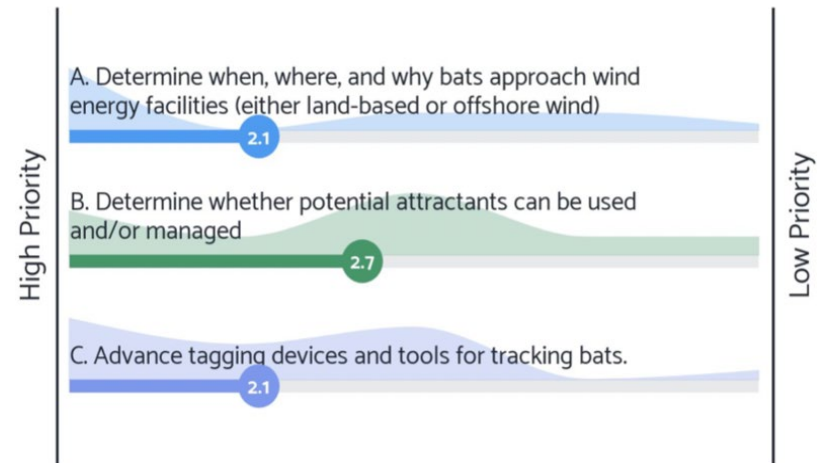 High Priority
A. Determine when, where, and why bats approach wind
energy facilities (either land-based or offshore wind)
2.1
B. Determine whether potential attractants can be used
and/or managed
2.7
C. Advance tagging devices and tools for tracking bats.
2.1
Low Priority